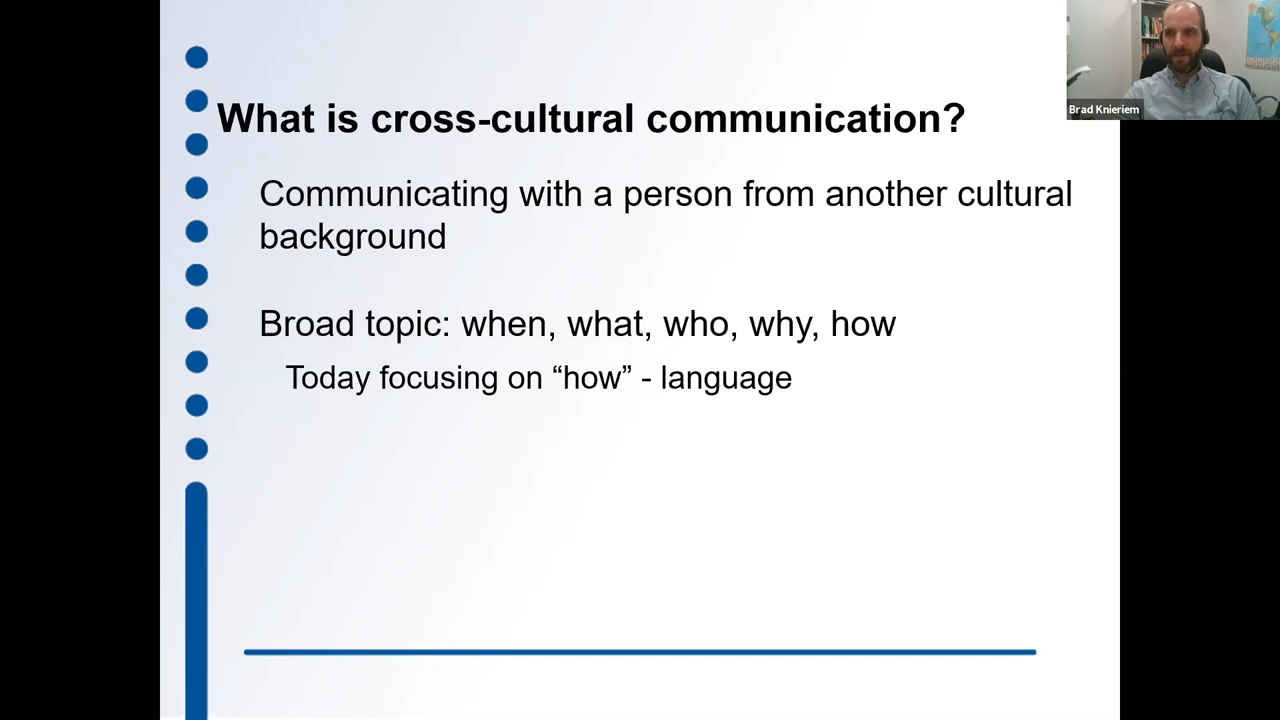 What is cross-cultural communication?
Communicating with a person from another cultural
background
Broad topic: when, what, who, why, how
Today focusing on “how” - language
Brad Knieriem